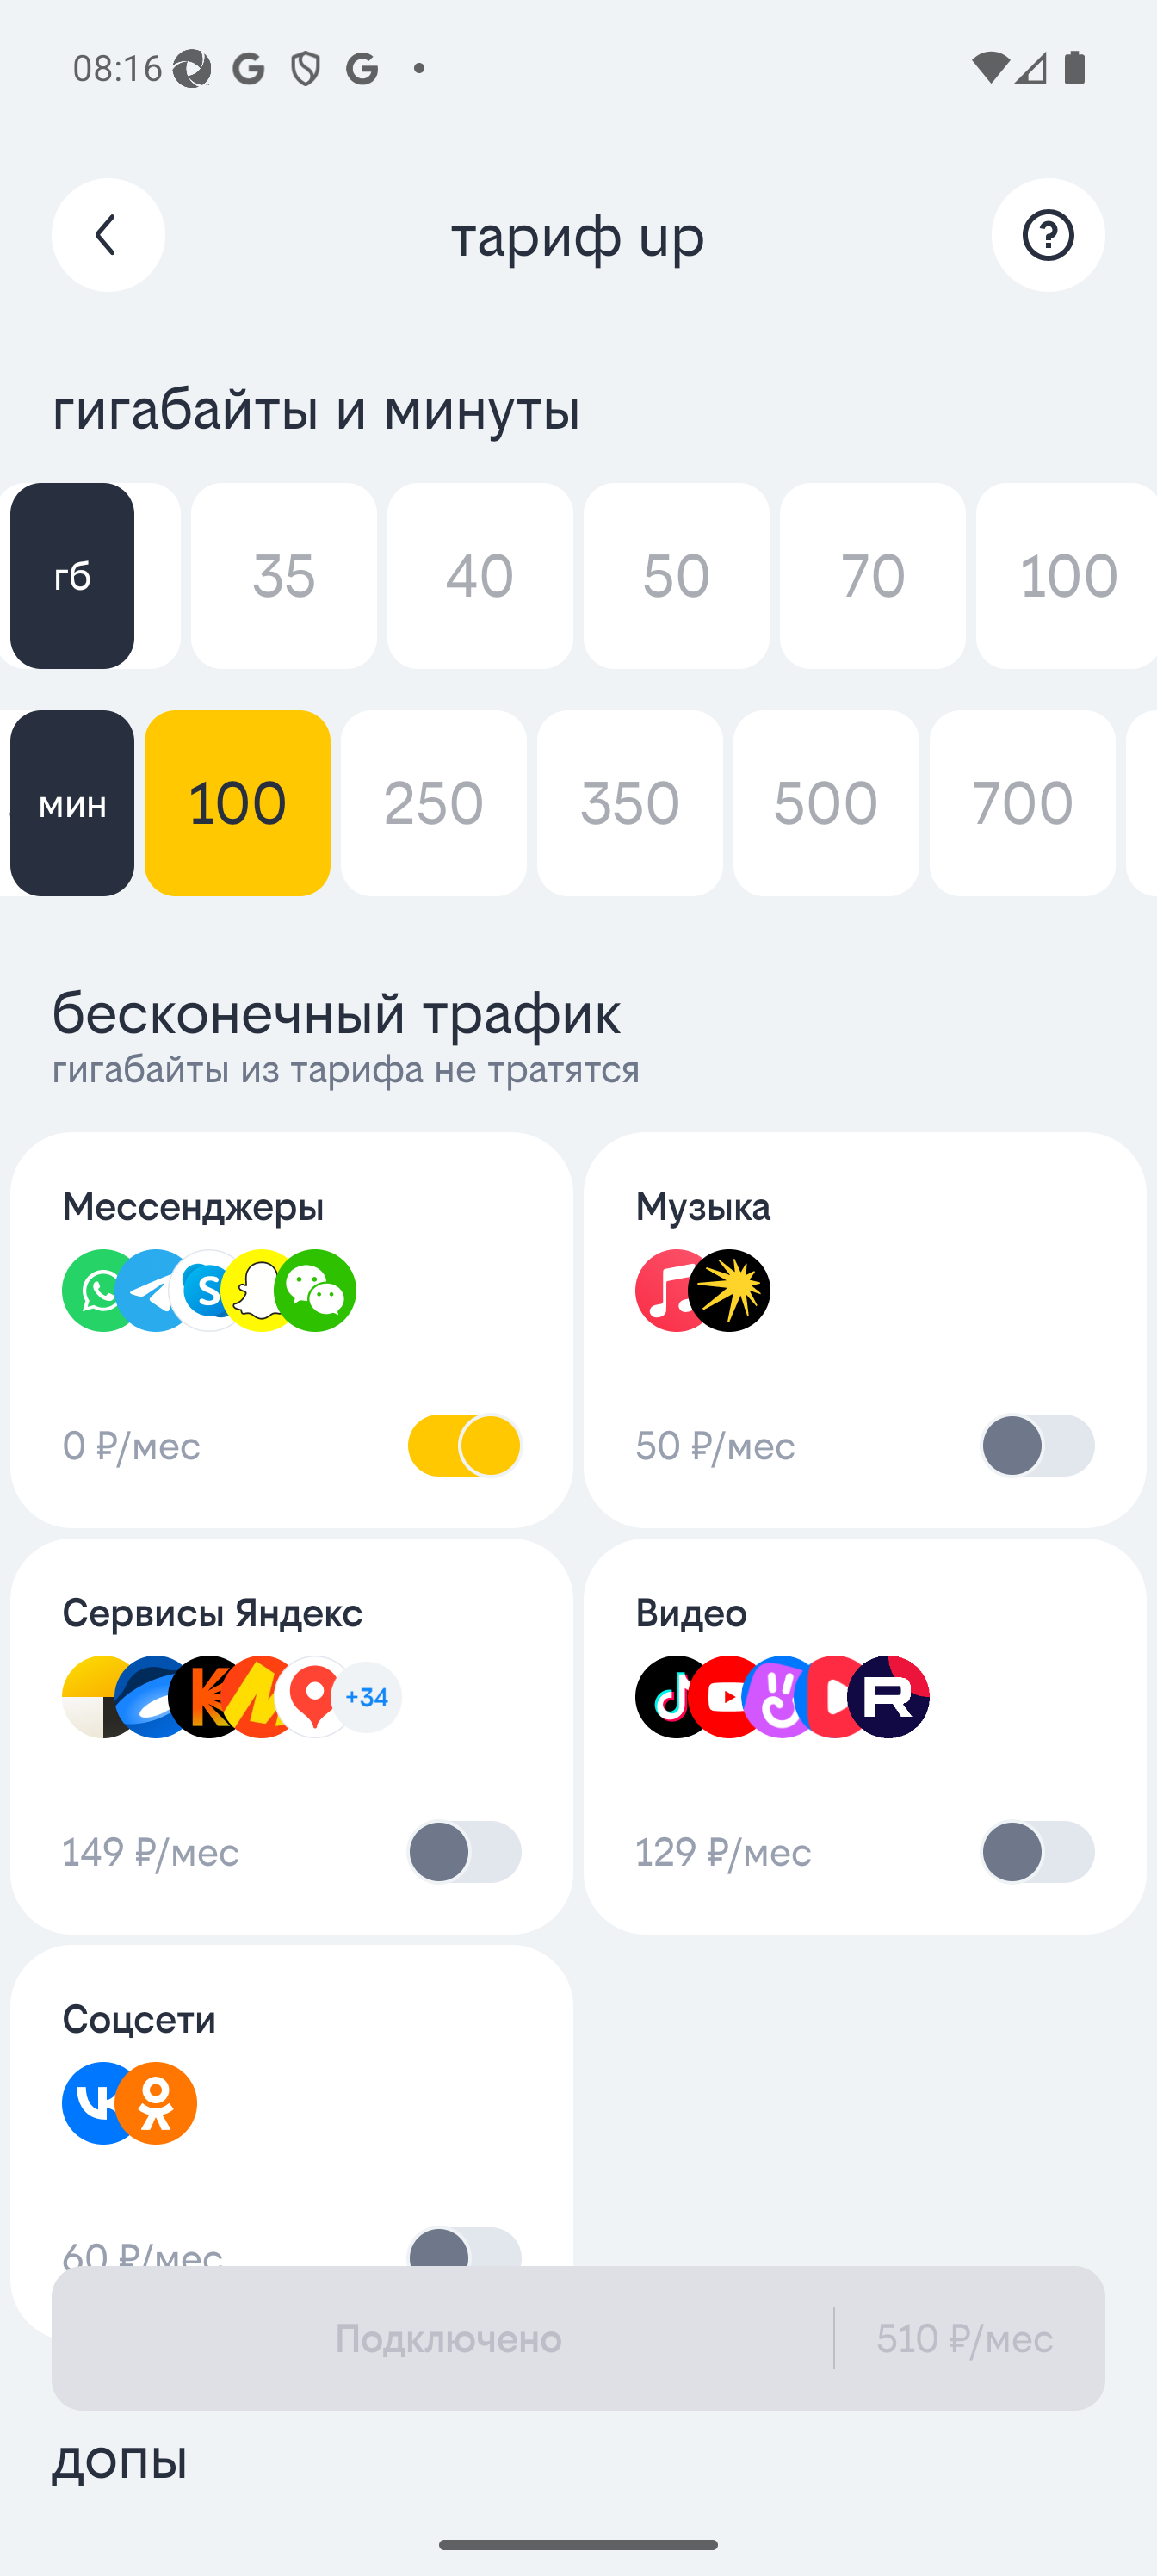 08:16
тариф up
гигабайты и минуты
гб 35 40 50 70 100
мин 100 250 350 500 700
бесконечный трафик
гигабайты из тарифа не тратятся
Мессенджеры
0 ₽/мес
Музыка
50 ₽/мес
Сервисы Яндекс
+34
149 ₽/мес
Видео
129 ₽/мес
Соцсети
60 ₽/мес
Подключено 510 ₽/мес
допы